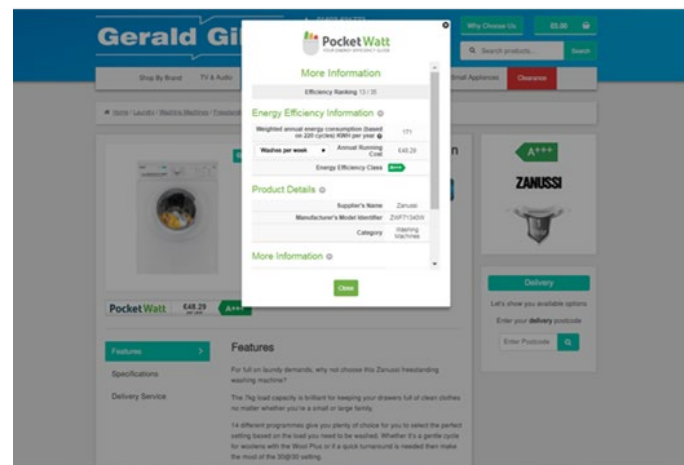 Gerald Gi
Why Choose Us
£0.00
Search products...
Search
Shop By Brand
TV & Audio
Small Appliances
Clearance
Home / Laundry / Washing Machines /
PocketWatt
YOUR ENERGY EFFICIENCY GUIDE
More Information
Efficiency Ranking 13 / 35
Energy Efficiency Information
Weighted annual energy consumption (based
on 220 cycles) KWH per year
171
Washes per week
Annual Running
Cost
£48.29
Energy Efficiency Class
A+++
Product Details
Supplier's Name
Zanussi
Manufacturer's Model Identifier
ZWF71340W
Category
Washing
Machines
More Information
Close
A+++
ZANUSSI
PocketWatt
£48.29
per year
A+++
Delivery
Let's show you available options
Enter your delivery postcode
Enter Postcode
Features
Specifications
Delivery Service
Features
For full on laundy demands, why not choose this Zanussi freestanding
washing machine?
The 7kg load capacity is brilliant for keeping your drawers full of clean clothes
no matter whether you're a small or large family.
14 different programmes give you plenty of choice for you to select the perfect
setting based on the load you need to be washed. Whether it's a gentle cycle
for woolens with the Wool Plus or if a quick turnaround is needed then make
the most of the 30@30 setting.